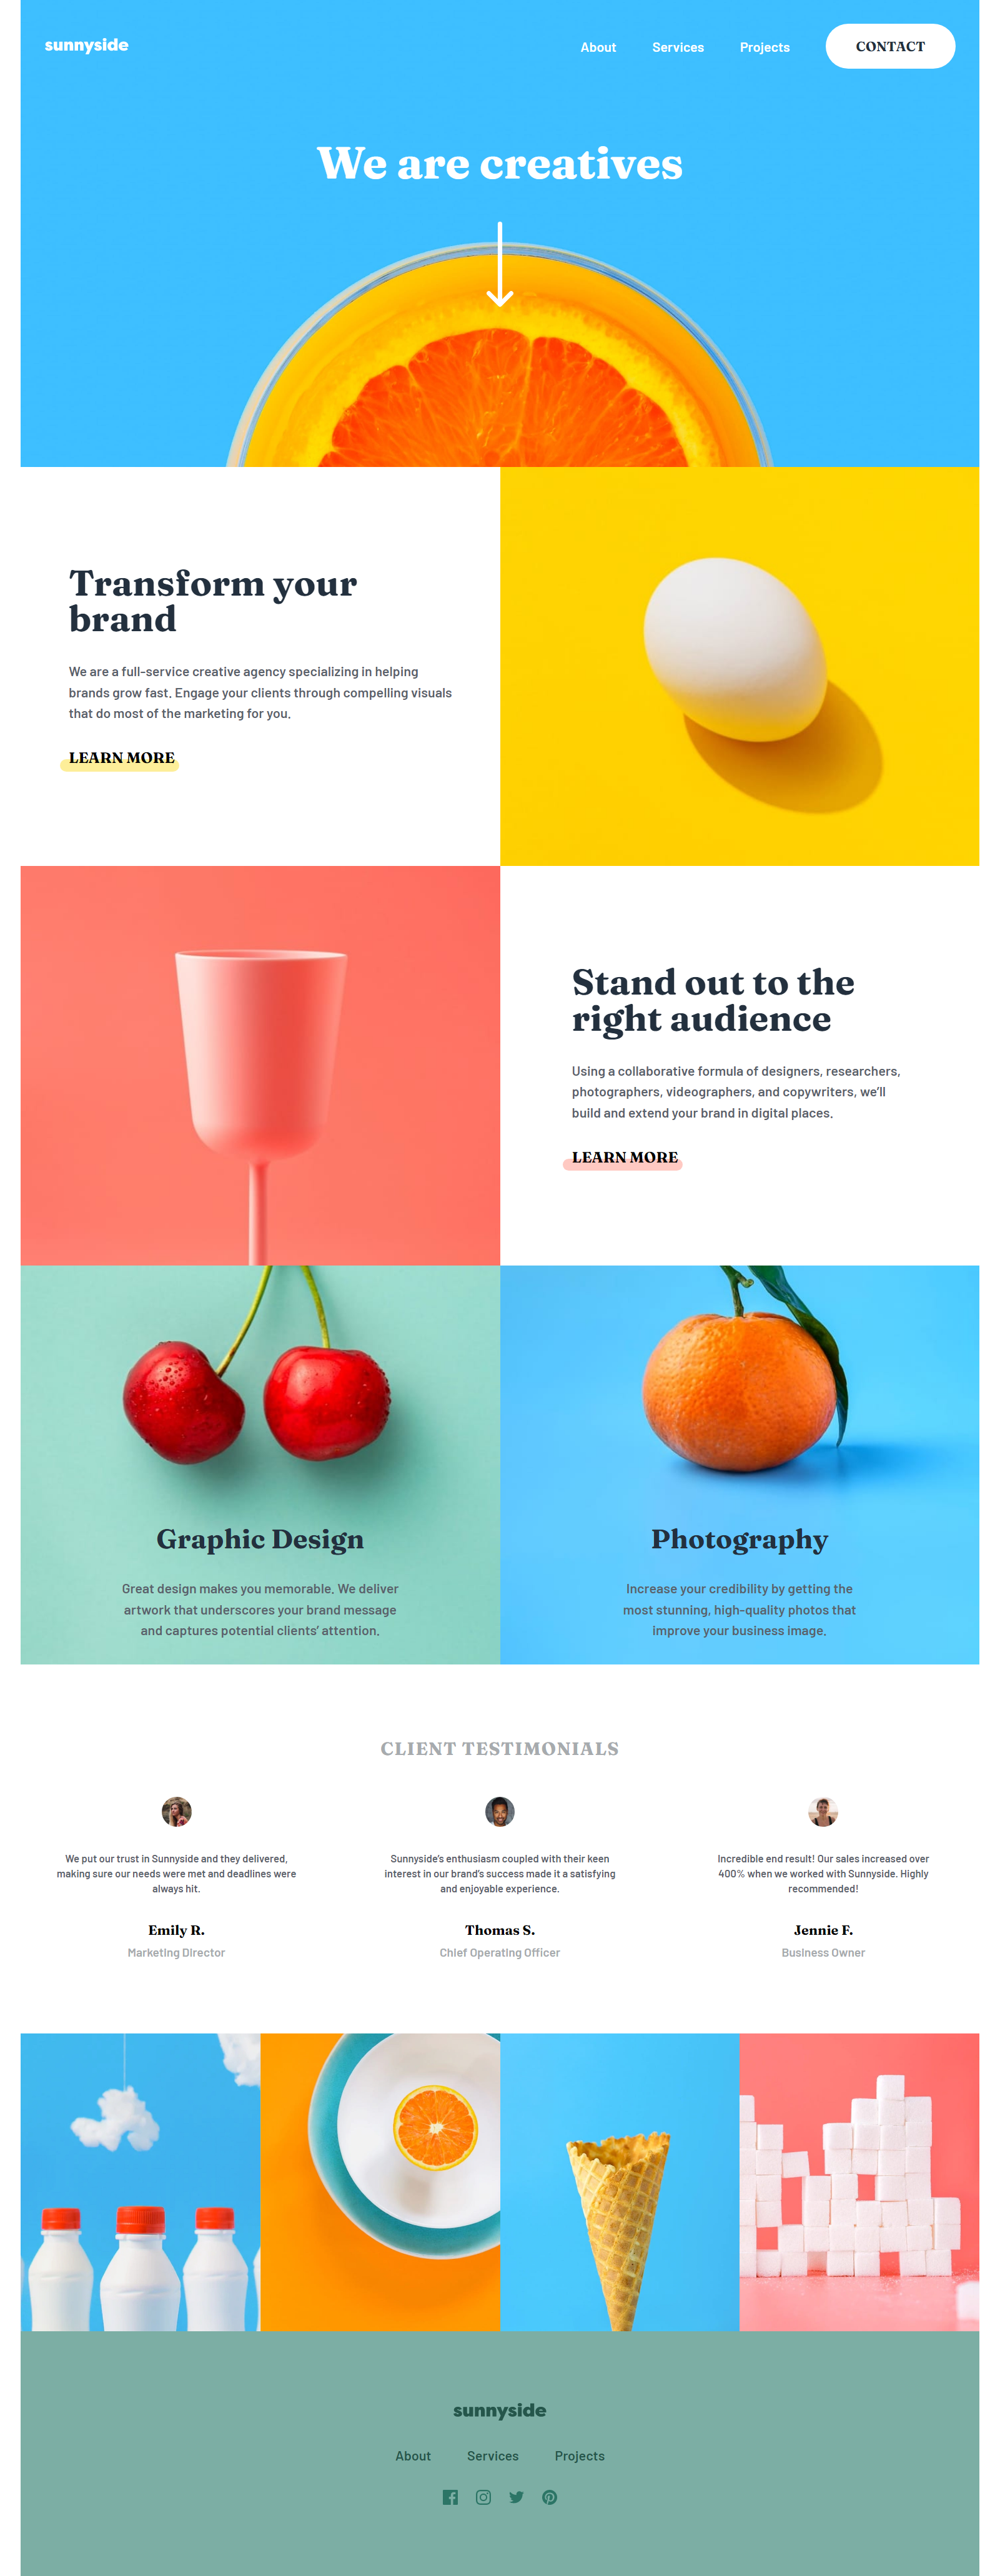 sunnyside
About Services Projects CONTACT
We are creatives
Transform your
brand
We are a full-service creative agency specializing in helping
brands grow fast. Engage your clients through compelling visuals
that do most of the marketing for you.
LEARN MORE
Stand out to the
right audience
Using a collaborative formula of designers, researchers,
photographers, videographers, and copywriters, we’ll
build and extend your brand in digital places.
LEARN MORE
Graphic Design
Great design makes you memorable. We deliver
artwork that underscores your brand message
and captures potential clients’ attention.
Photography
Increase your credibility by getting the
most stunning, high-quality photos that
improve your business image.
CLIENT TESTIMONIALS
We put our trust in Sunnyside and they delivered,
making sure our needs were met and deadlines were
always hit.
Emily R.
Marketing Director
Sunnyside’s enthusiasm coupled with their keen
interest in our brand’s success made it a satisfying
and enjoyable experience.
Thomas S.
Chief Operating Officer
Incredible end result! Our sales increased over
400% when we worked with Sunnyside. Highly
recommended!
Jennie F.
Business Owner
sunnyside
About Services Projects